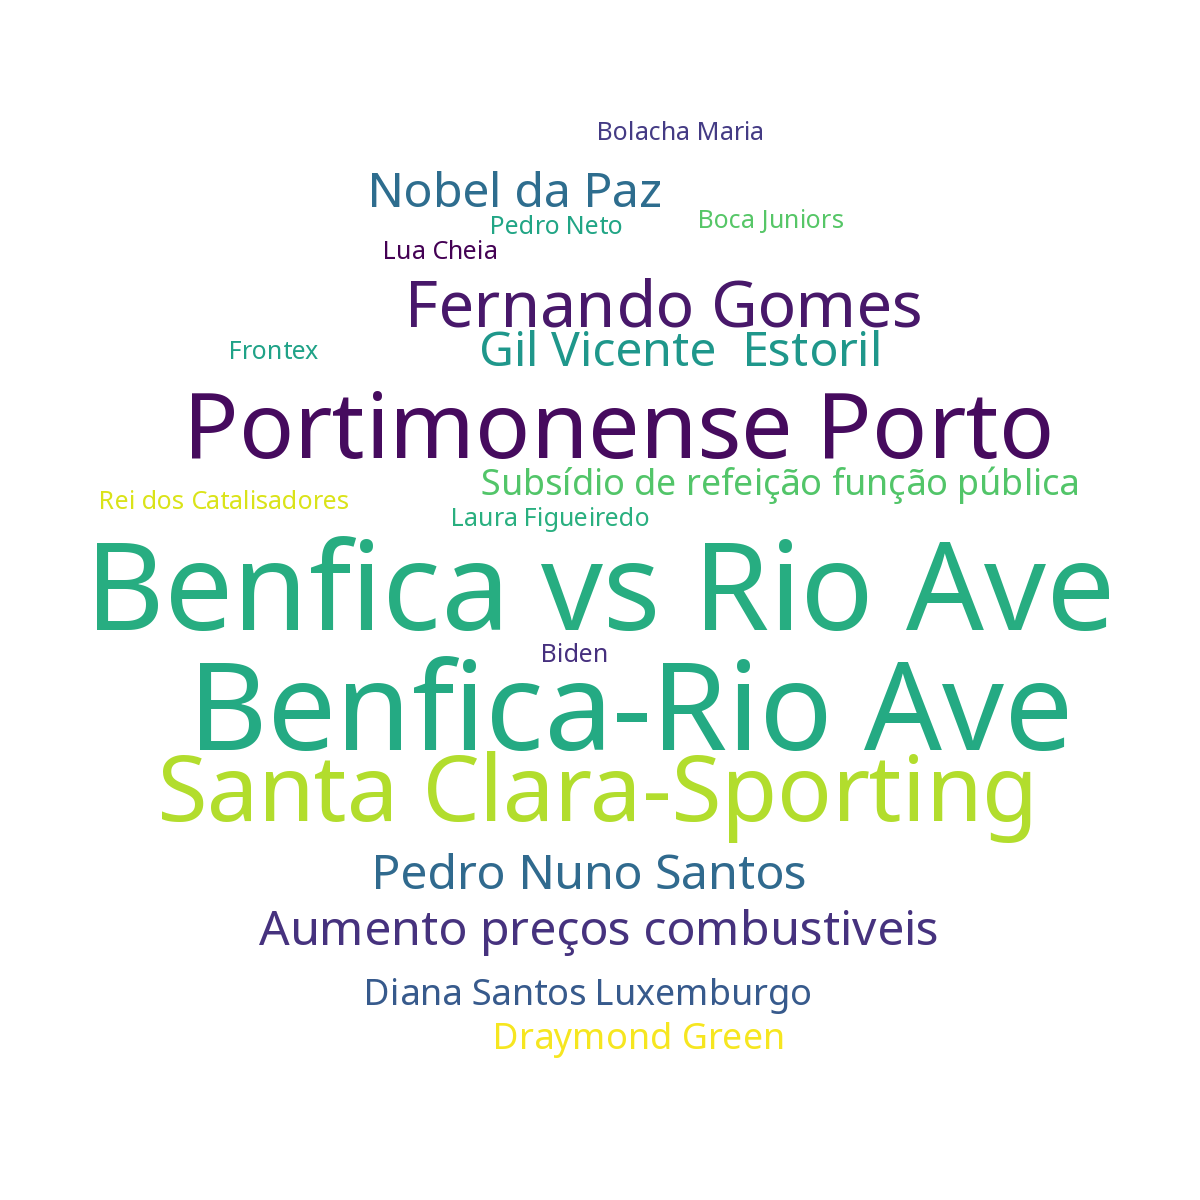 Bolacha Maria
Nobel da Paz
Boca Juniors
Pedro Neto
Lua Cheia
Fernando Gomes
Frontex
Gil Vicente  Estoril
Portimonense Porto
Subsídio de refeição função pública
Rei dos Catalisadores
Laura Figueiredo
Benfica vs Rio Ave
Biden
Benfica-Rio Ave
Santa Clara-Sporting
Pedro Nuno Santos
Aumento preços combustiveis
Diana Santos Luxemburgo
Draymond Green